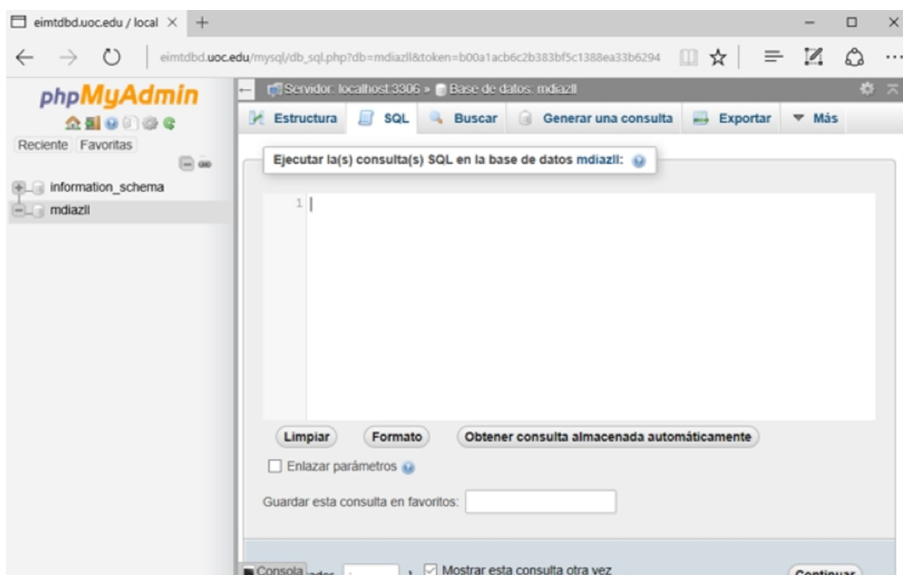 eimtdbd.uoc.edu / local
eimtdbd.uoc.edu/mysql/db_sql.php?db=mdiazll&token=b00a1acb6c2b383bf5c1388ea33b6294
phpMyAdmin
Reciente Favoritas
information_schema
mdiazll
Servidor: localhost:3306 » Base de datos: mdiazll
Estructura SQL Buscar Generar una consulta Exportar Más
Ejecutar la(s) consulta(s) SQL en la base de datos mdiazll:
1
Limpiar Formato Obtener consulta almacenada automáticamente
Enlazar parámetros
Guardar esta consulta en favoritos:
Consola
Mostrar esta consulta otra vez
Continuar